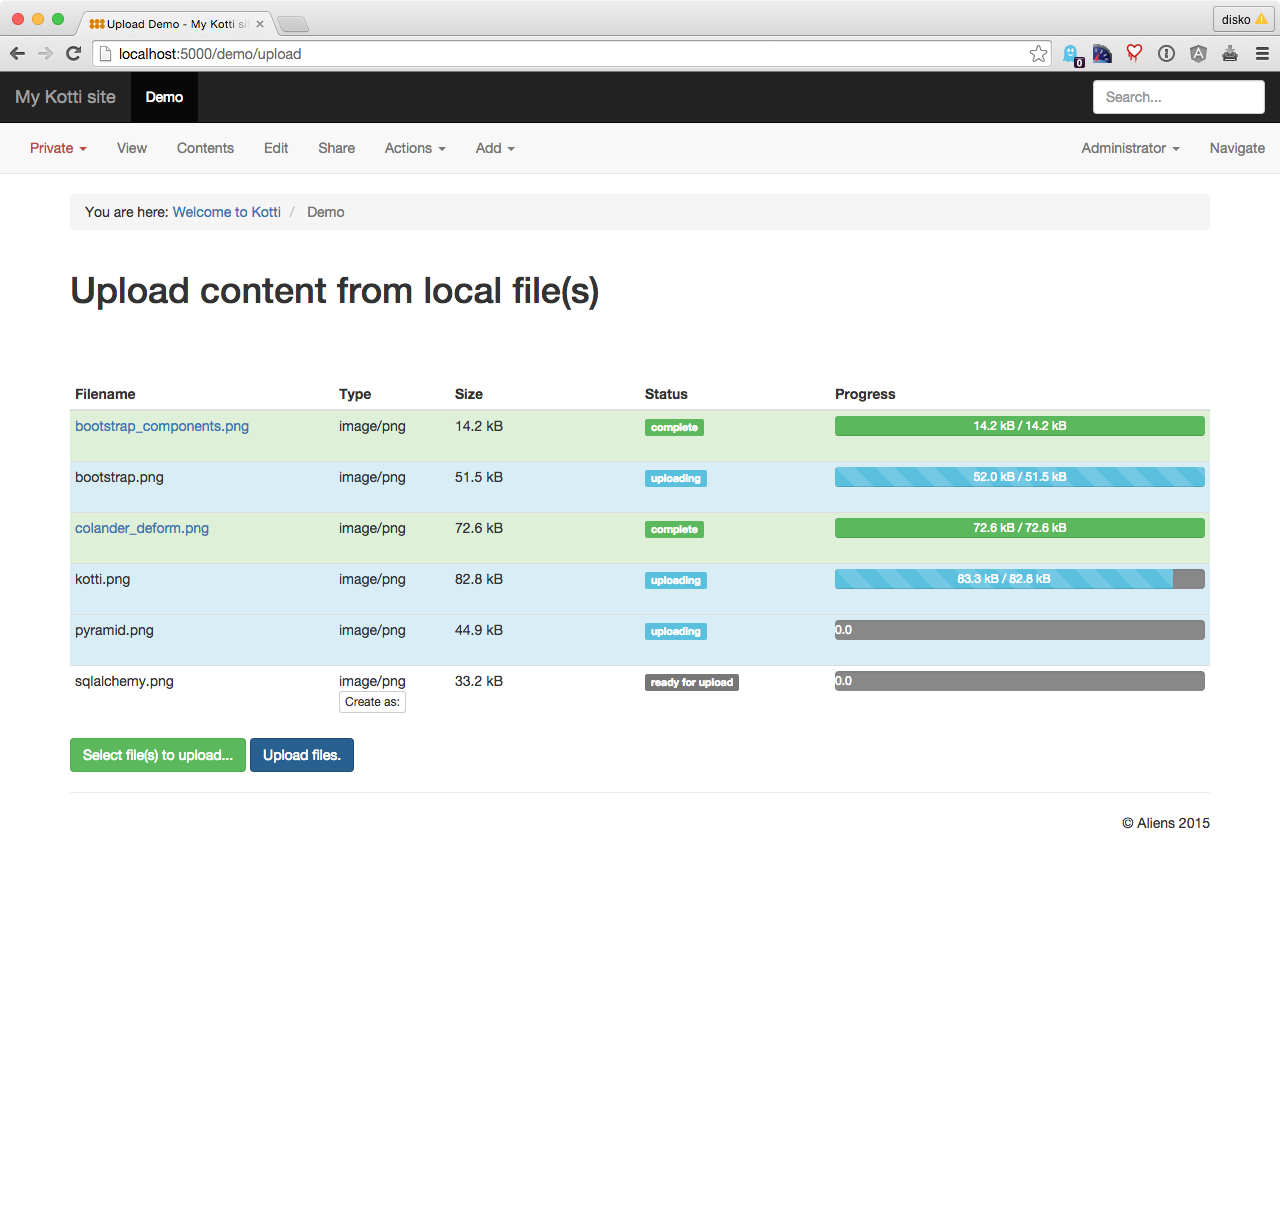 Upload Demo - My Kotti si
disko
localhost:5000/demo/upload
0
My Kotti site Demo Search...
Private View Contents Edit Share Actions Add Administrator Navigate
You are here: Welcome to Kotti / Demo
Upload content from local file(s)
Filename Type Size Status Progress
bootstrap_components.png image/png 14.2 kB complete 14.2 kB / 14.2 kB
bootstrap.png image/png 51.5 kB uploading 52.0 kB / 51.5 kB
colander_deform.png image/png 72.6 kB complete 72.6 kB / 72.6 kB
kotti.png image/png 82.8 kB uploading 83.3 kB / 82.8 kB
pyramid.png image/png 44.9 kB uploading 0.0
sqlalchemy.png image/png 33.2 kB ready for upload 0.0
Create as:
Select file(s) to upload... Upload files.
© Aliens 2015